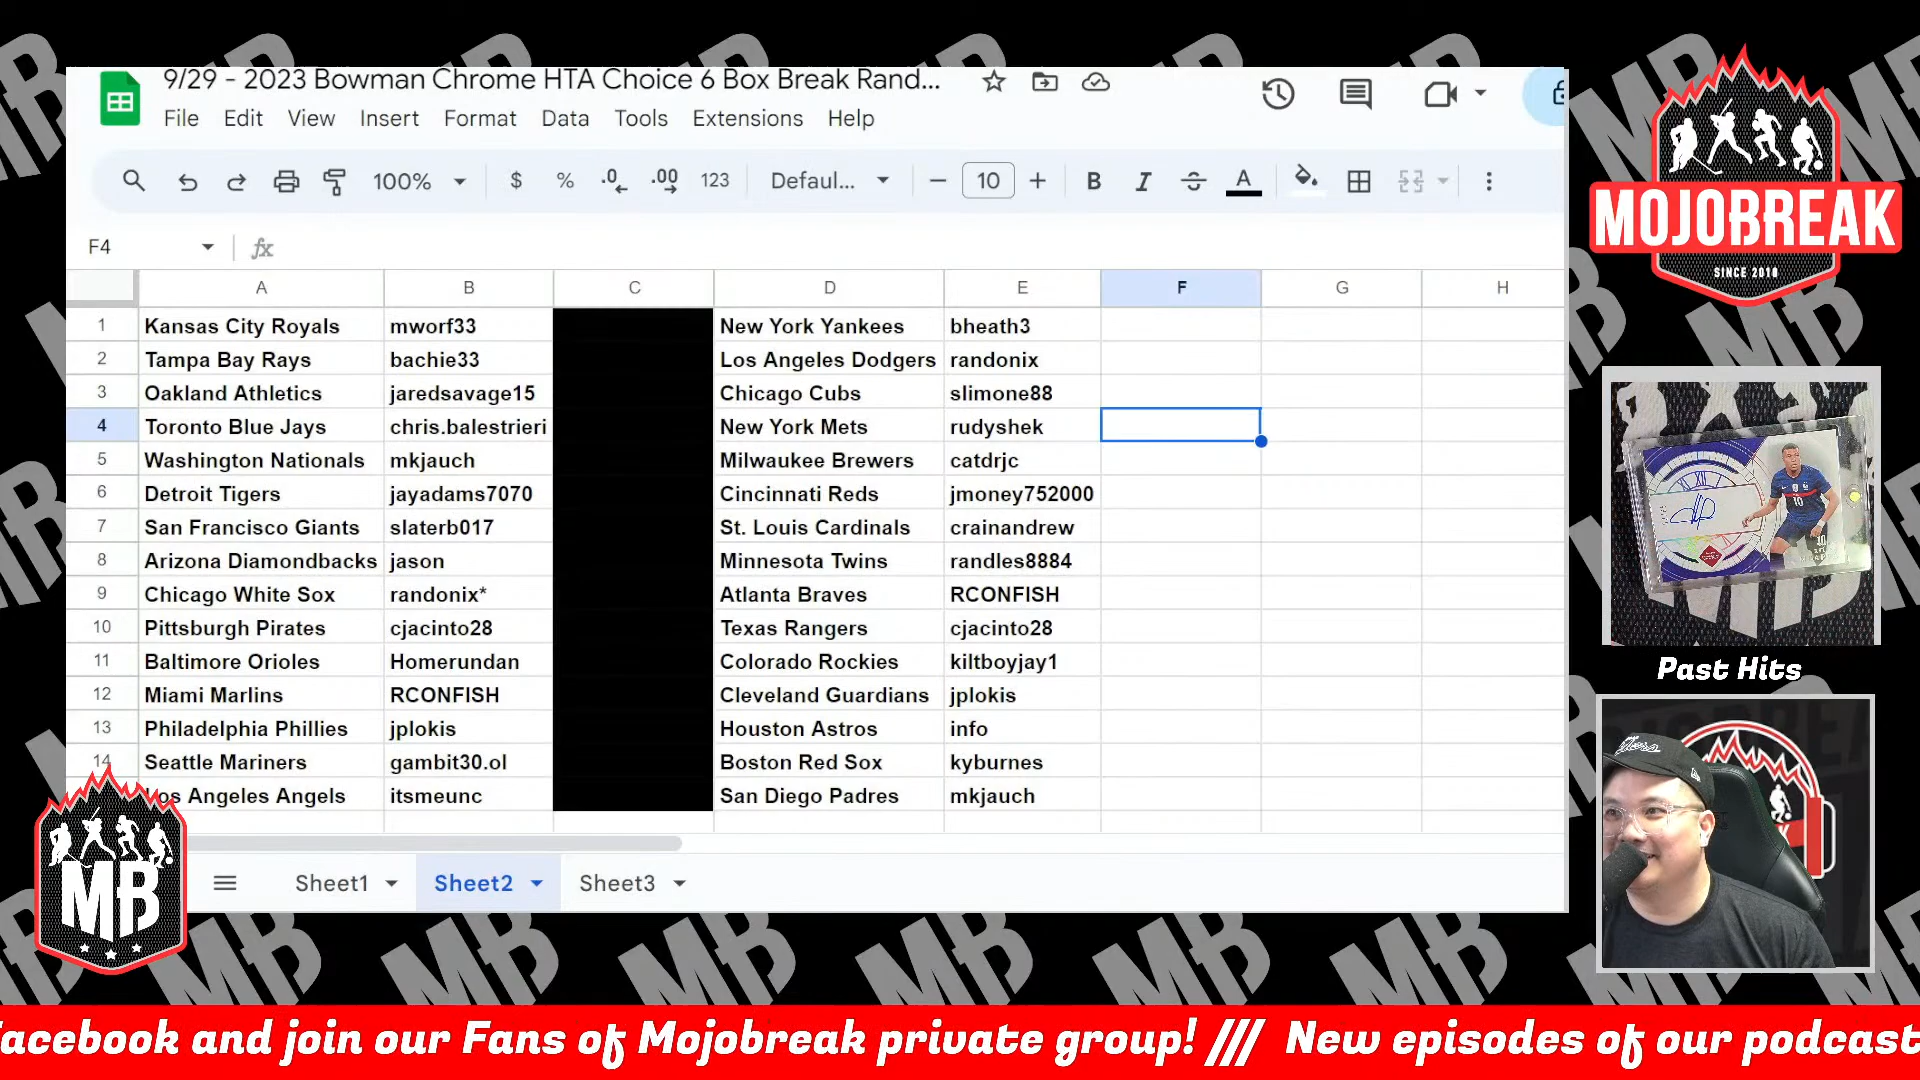 9/29 - 2023 Bowman Chrome HTA Choice 6 Box Break Rand...
File Edit View Insert Format Data Tools Extensions Help
100% $ % .0 .00 123 Defaul... 10 B I A
F4 fx
A B C D E F G H
1 Kansas City Royals mworf33 New York Yankees bheath3
2 Tampa Bay Rays bachie33 Los Angeles Dodgers randonix
3 Oakland Athletics jaredsavage15 Chicago Cubs slimone88
4 Toronto Blue Jays chris.balestrieri New York Mets rudyshek
5 Washington Nationals mkjauch Milwaukee Brewers catdrjc
6 Detroit Tigers jayadams7070 Cincinnati Reds jmoney752000
7 San Francisco Giants slaterb017 St. Louis Cardinals crainandrew
8 Arizona Diamondbacks jason Minnesota Twins randles8884
9 Chicago White Sox randonix* Atlanta Braves RCONFISH
10 Pittsburgh Pirates cjacinto28 Texas Rangers cjacinto28
11 Baltimore Orioles Homerundan Colorado Rockies kiltboyjay1
12 Miami Marlins RCONFISH Cleveland Guardians jplokis
13 Philadelphia Phillies jplokis Houston Astros info
14 Seattle Mariners gambit30.ol Boston Red Sox kyburnes
Los Angeles Angels itsmeunc San Diego Padres mkjauch
Sheet1 Sheet2 Sheet3
MB
MOJOBREAK
SINCE 2010
Past Hits
acebook and join our Fans of Mojobreak private group! /// New episodes of our podcast